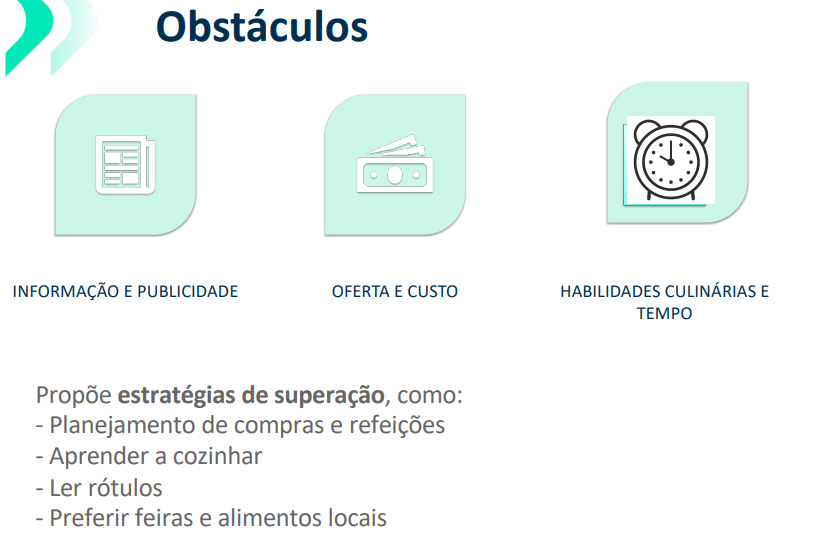 Obstáculos
INFORMAÇÃO E PUBLICIDADE
OFERTA E CUSTO
HABILIDADES CULINÁRIAS E
TEMPO
Propõe estratégias de superação, como:
- Planejamento de compras e refeições
- Aprender a cozinhar
- Ler rótulos
- Preferir feiras e alimentos locais